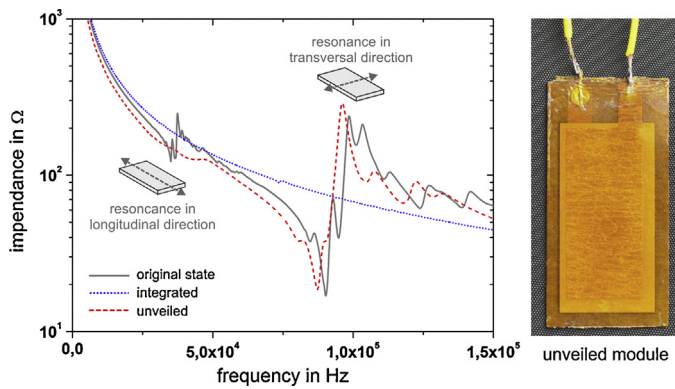 10³
resonance in
transversal direction
impendance in Ω
10²
resoncance in
longitudinal direction
original state
integrated
unveiled
10¹
0,0
5,0x10⁴
1,0x10⁵
1,5x10⁵
frequency in Hz
unveiled module